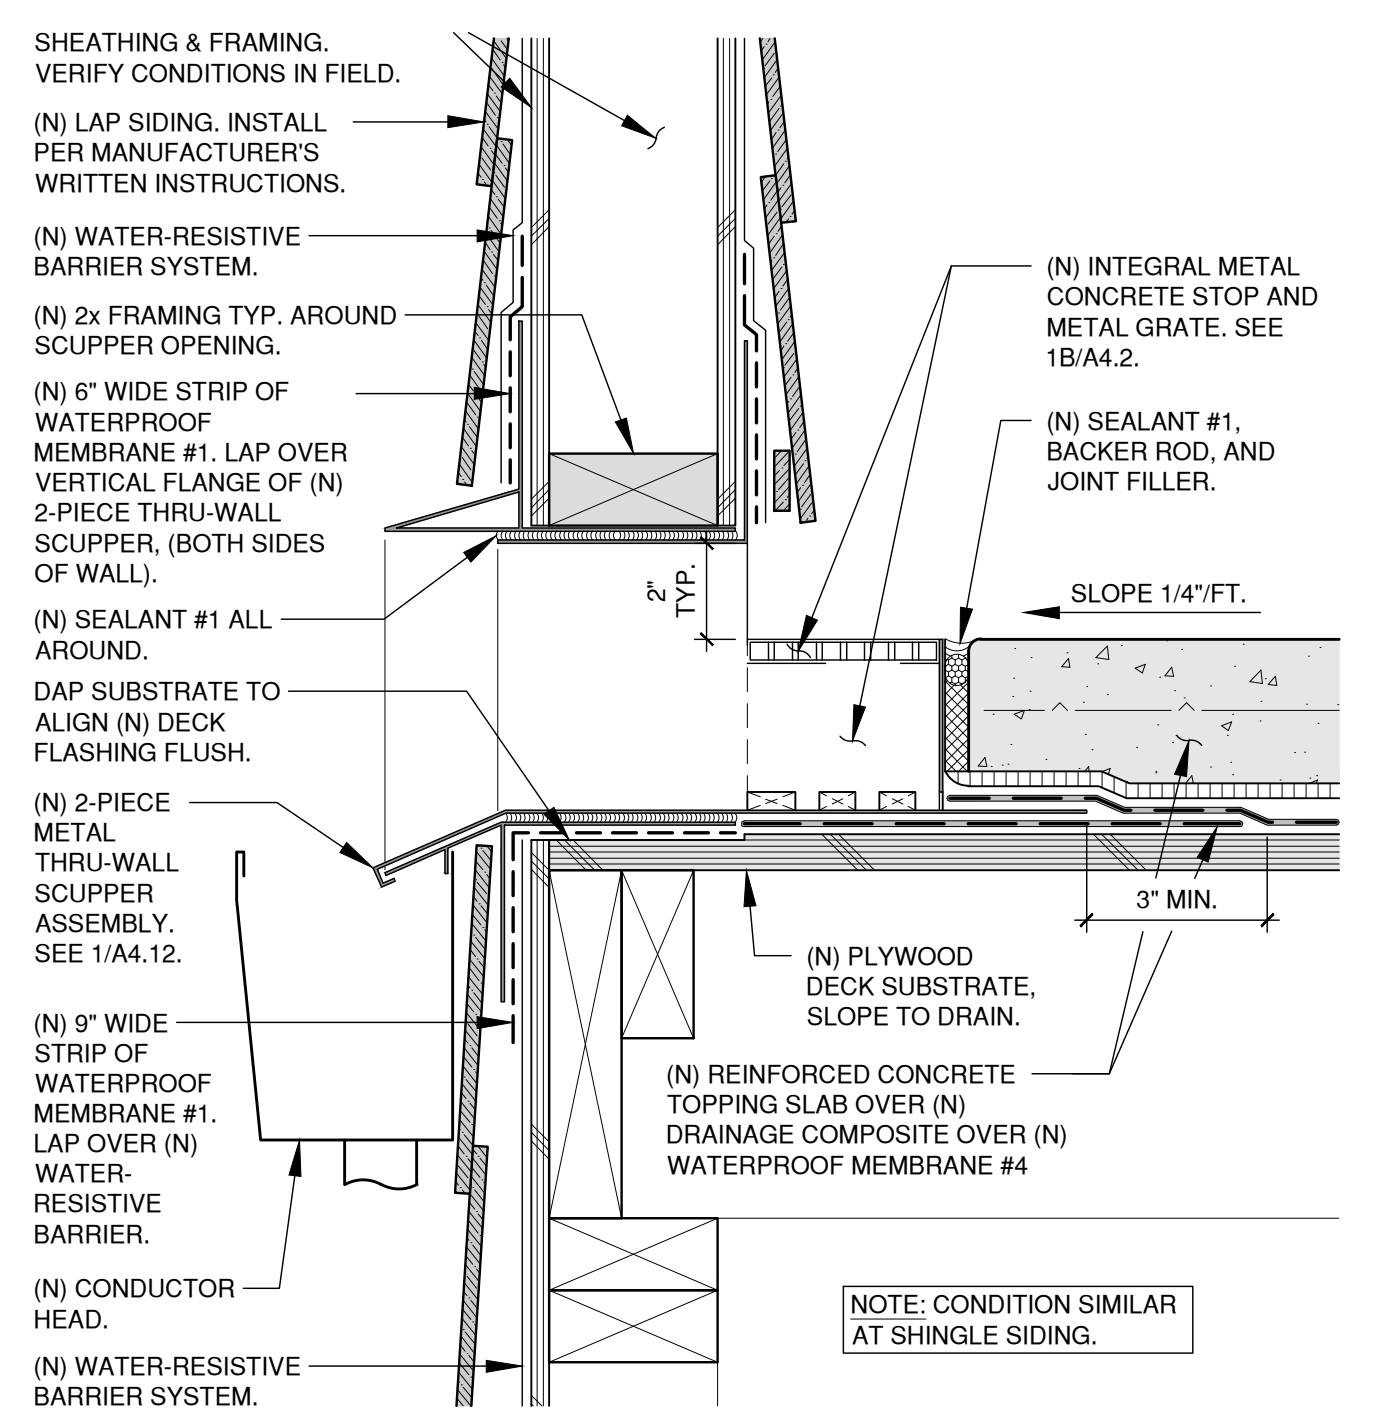 SHEATHING & FRAMING.
VERIFY CONDITIONS IN FIELD.
(N) LAP SIDING. INSTALL
PER MANUFACTURER'S
WRITTEN INSTRUCTIONS.
(N) WATER-RESISTIVE
BARRIER SYSTEM.
(N) 2x FRAMING TYP. AROUND
SCUPPER OPENING.
(N) 6" WIDE STRIP OF
WATERPROOF
MEMBRANE #1. LAP OVER
VERTICAL FLANGE OF (N)
2-PIECE THRU-WALL
SCUPPER, (BOTH SIDES
OF WALL).
(N) SEALANT #1 ALL
AROUND.
DAP SUBSTRATE TO
ALIGN (N) DECK
FLASHING FLUSH.
(N) 2-PIECE
METAL
THRU-WALL
SCUPPER
ASSEMBLY.
SEE 1/A4.12.
(N) 9" WIDE
STRIP OF
WATERPROOF
MEMBRANE #1.
LAP OVER (N)
WATER-
RESISTIVE
BARRIER.
(N) CONDUCTOR
HEAD.
(N) WATER-RESISTIVE
BARRIER SYSTEM.
2"
TYP.
(N) INTEGRAL METAL
CONCRETE STOP AND
METAL GRATE. SEE
1B/A4.2.
(N) SEALANT #1,
BACKER ROD, AND
JOINT FILLER.
SLOPE 1/4"/FT.
3" MIN.
(N) PLYWOOD
DECK SUBSTRATE,
SLOPE TO DRAIN.
(N) REINFORCED CONCRETE
TOPPING SLAB OVER (N)
DRAINAGE COMPOSITE OVER (N)
WATERPROOF MEMBRANE #4
NOTE: CONDITION SIMILAR
AT SHINGLE SIDING.